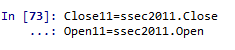 In [73]: Close11=ssec2011.Close
    ...: Open11=ssec2011.Open